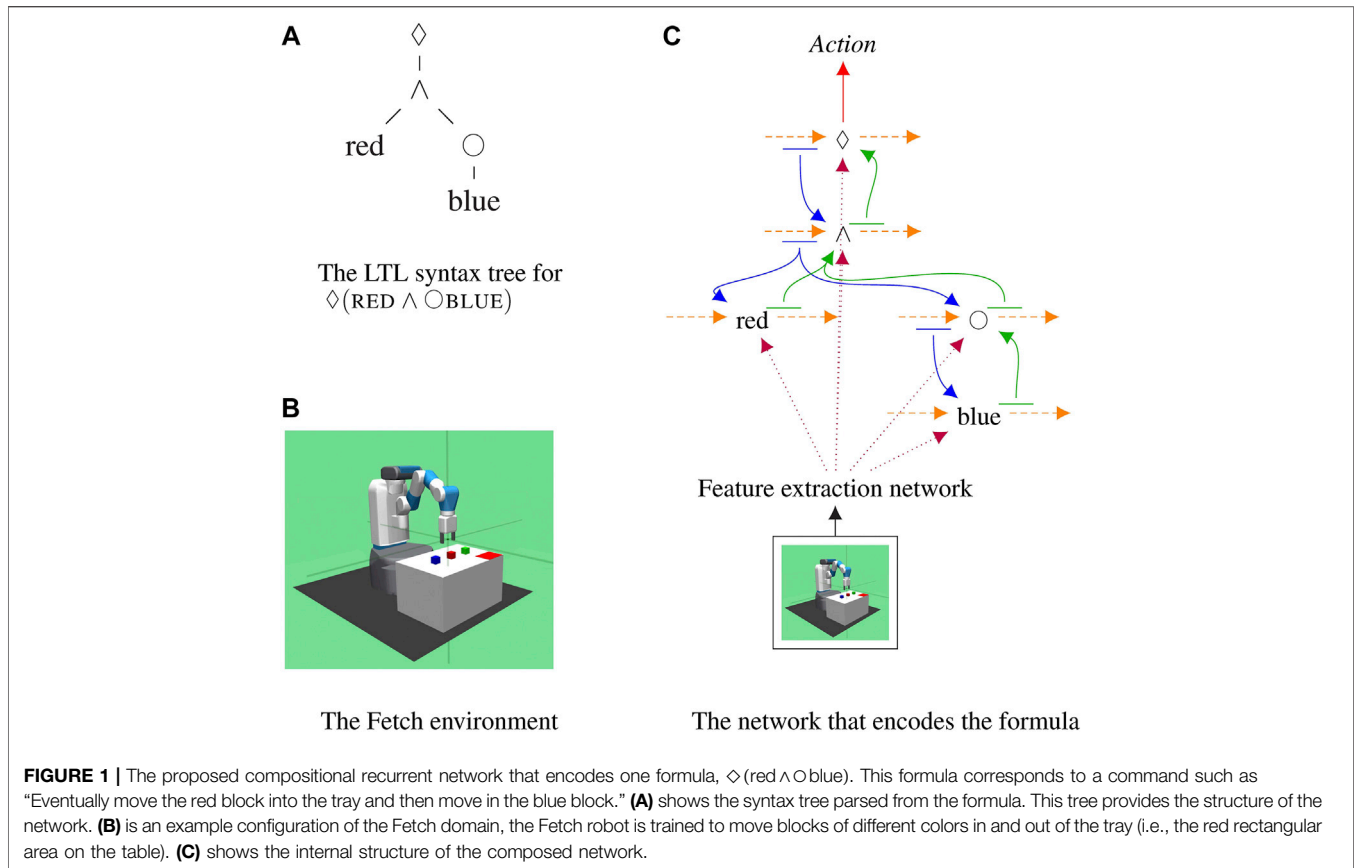 A
◇
∧
red
○
blue
The LTL syntax tree for
◇(RED ∧ ○BLUE)
B
The Fetch environment
C
Action
◇
∧
red
○
blue
Feature extraction network
The network that encodes the formula
FIGURE 1 | The proposed compositional recurrent network that encodes one formula, ◇(red∧○blue). This formula corresponds to a command such as
“Eventually move the red block into the tray and then move in the blue block.” (A) shows the syntax tree parsed from the formula. This tree provides the structure of the
network. (B) is an example configuration of the Fetch domain, the Fetch robot is trained to move blocks of different colors in and out of the tray (i.e., the red rectangular
area on the table). (C) shows the internal structure of the composed network.